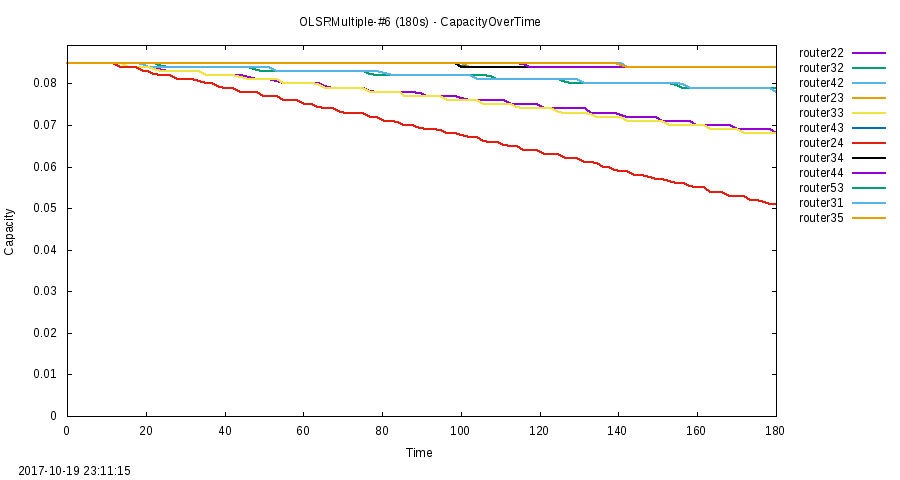 OLSRMultiple-#6 (180s) - CapacityOverTime
router22
router32
router42
router23
router33
router43
router24
router34
router44
router53
router31
router35
Capacity
0.08
0.07
0.06
0.05
0.04
0.03
0.02
0.01
0
0 20 40 60 80 100 120 140 160 180
Time
2017-10-19 23:11:15